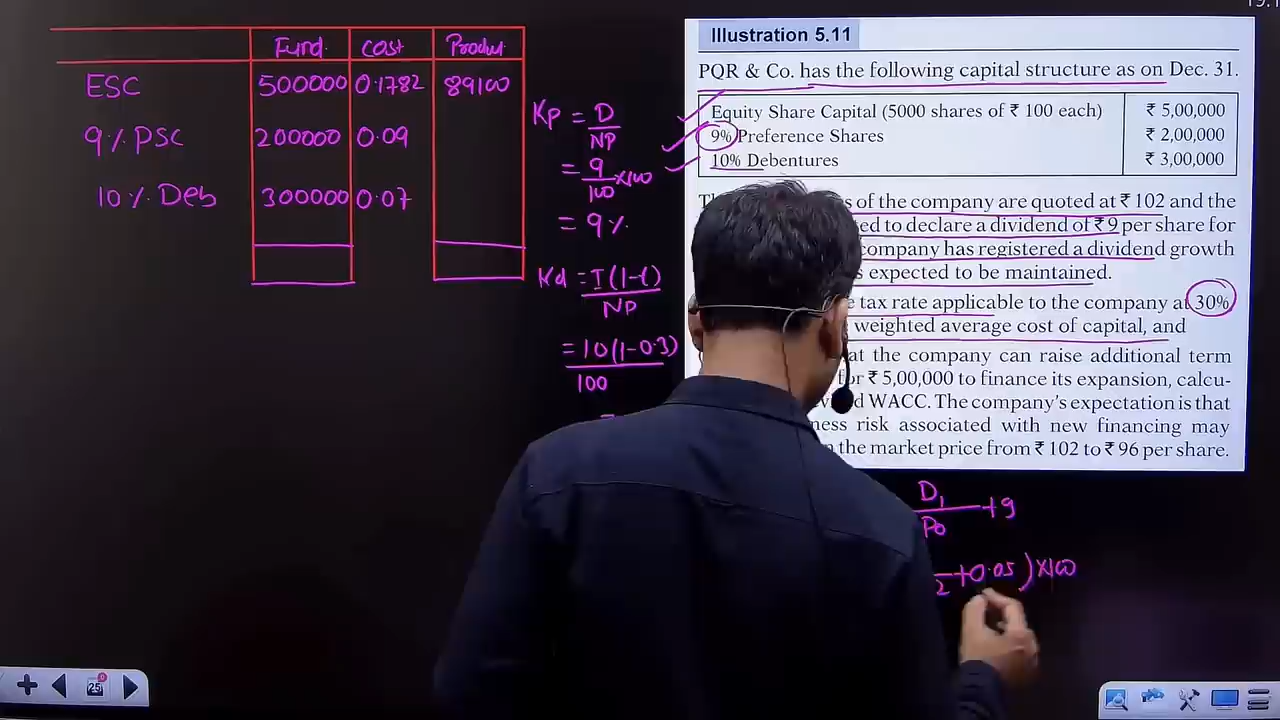 Fund cost Product
ESC 500000 0.1782 89100
9% PSC 200000 0.09
10% Deb 300000 0.07
Kp = D
NP
= 9 x100
100
= 9%
Kd = I(1-t)
NP
= 10(1-0.3)
100
Illustration 5.11
PQR & Co. has the following capital structure as on Dec. 31.
Equity Share Capital (5000 shares of ₹ 100 each) ₹ 5,00,000
9% Preference Shares ₹ 2,00,000
10% Debentures ₹ 3,00,000
of the company are quoted at ₹ 102 and the
to declare a dividend of ₹ 9 per share for
company has registered a dividend growth
expected to be maintained.
tax rate applicable to the company at 30%
weighted average cost of capital, and
at the company can raise additional term
for ₹ 5,00,000 to finance its expansion, calcu-
WACC. The company's expectation is that
risk associated with new financing may
the market price from ₹ 102 to ₹ 96 per share.
D1 + g
P0
2 +0.05) x100
25